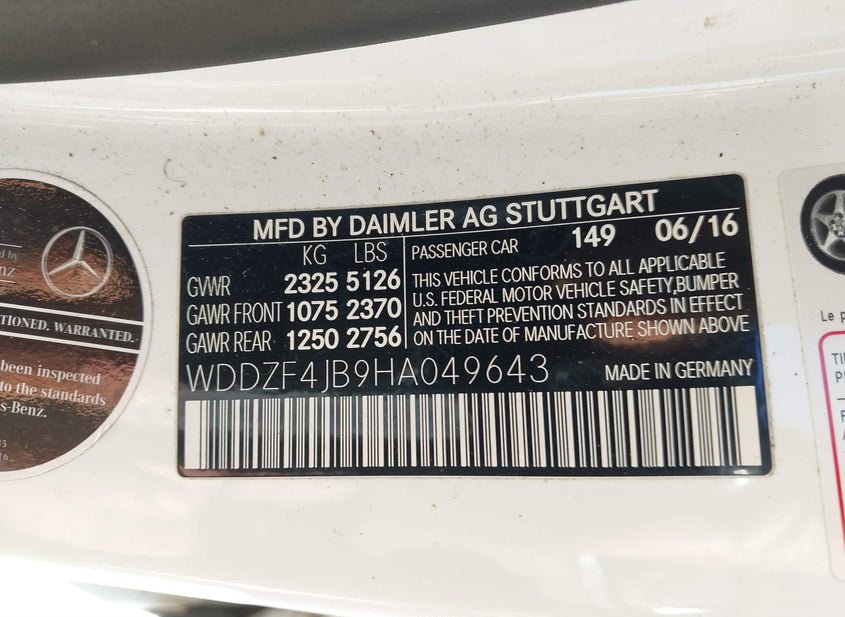 MFD BY DAIMLER AG STUTTGART
KG LBS
GVWR 2325 5126
GAWR FRONT 1075 2370
GAWR REAR 1250 2756
PASSENGER CAR 149 06/16
THIS VEHICLE CONFORMS TO ALL APPLICABLE
U.S. FEDERAL MOTOR VEHICLE SAFETY,BUMPER
AND THEFT PREVENTION STANDARDS IN EFFECT
ON THE DATE OF MANUFACTURE SHOWN ABOVE
WDDZF4JB9HA049643 MADE IN GERMANY
d by
nz
TIONED. WARRANTED.
been inspected
to the standards
s-Benz.
Le p